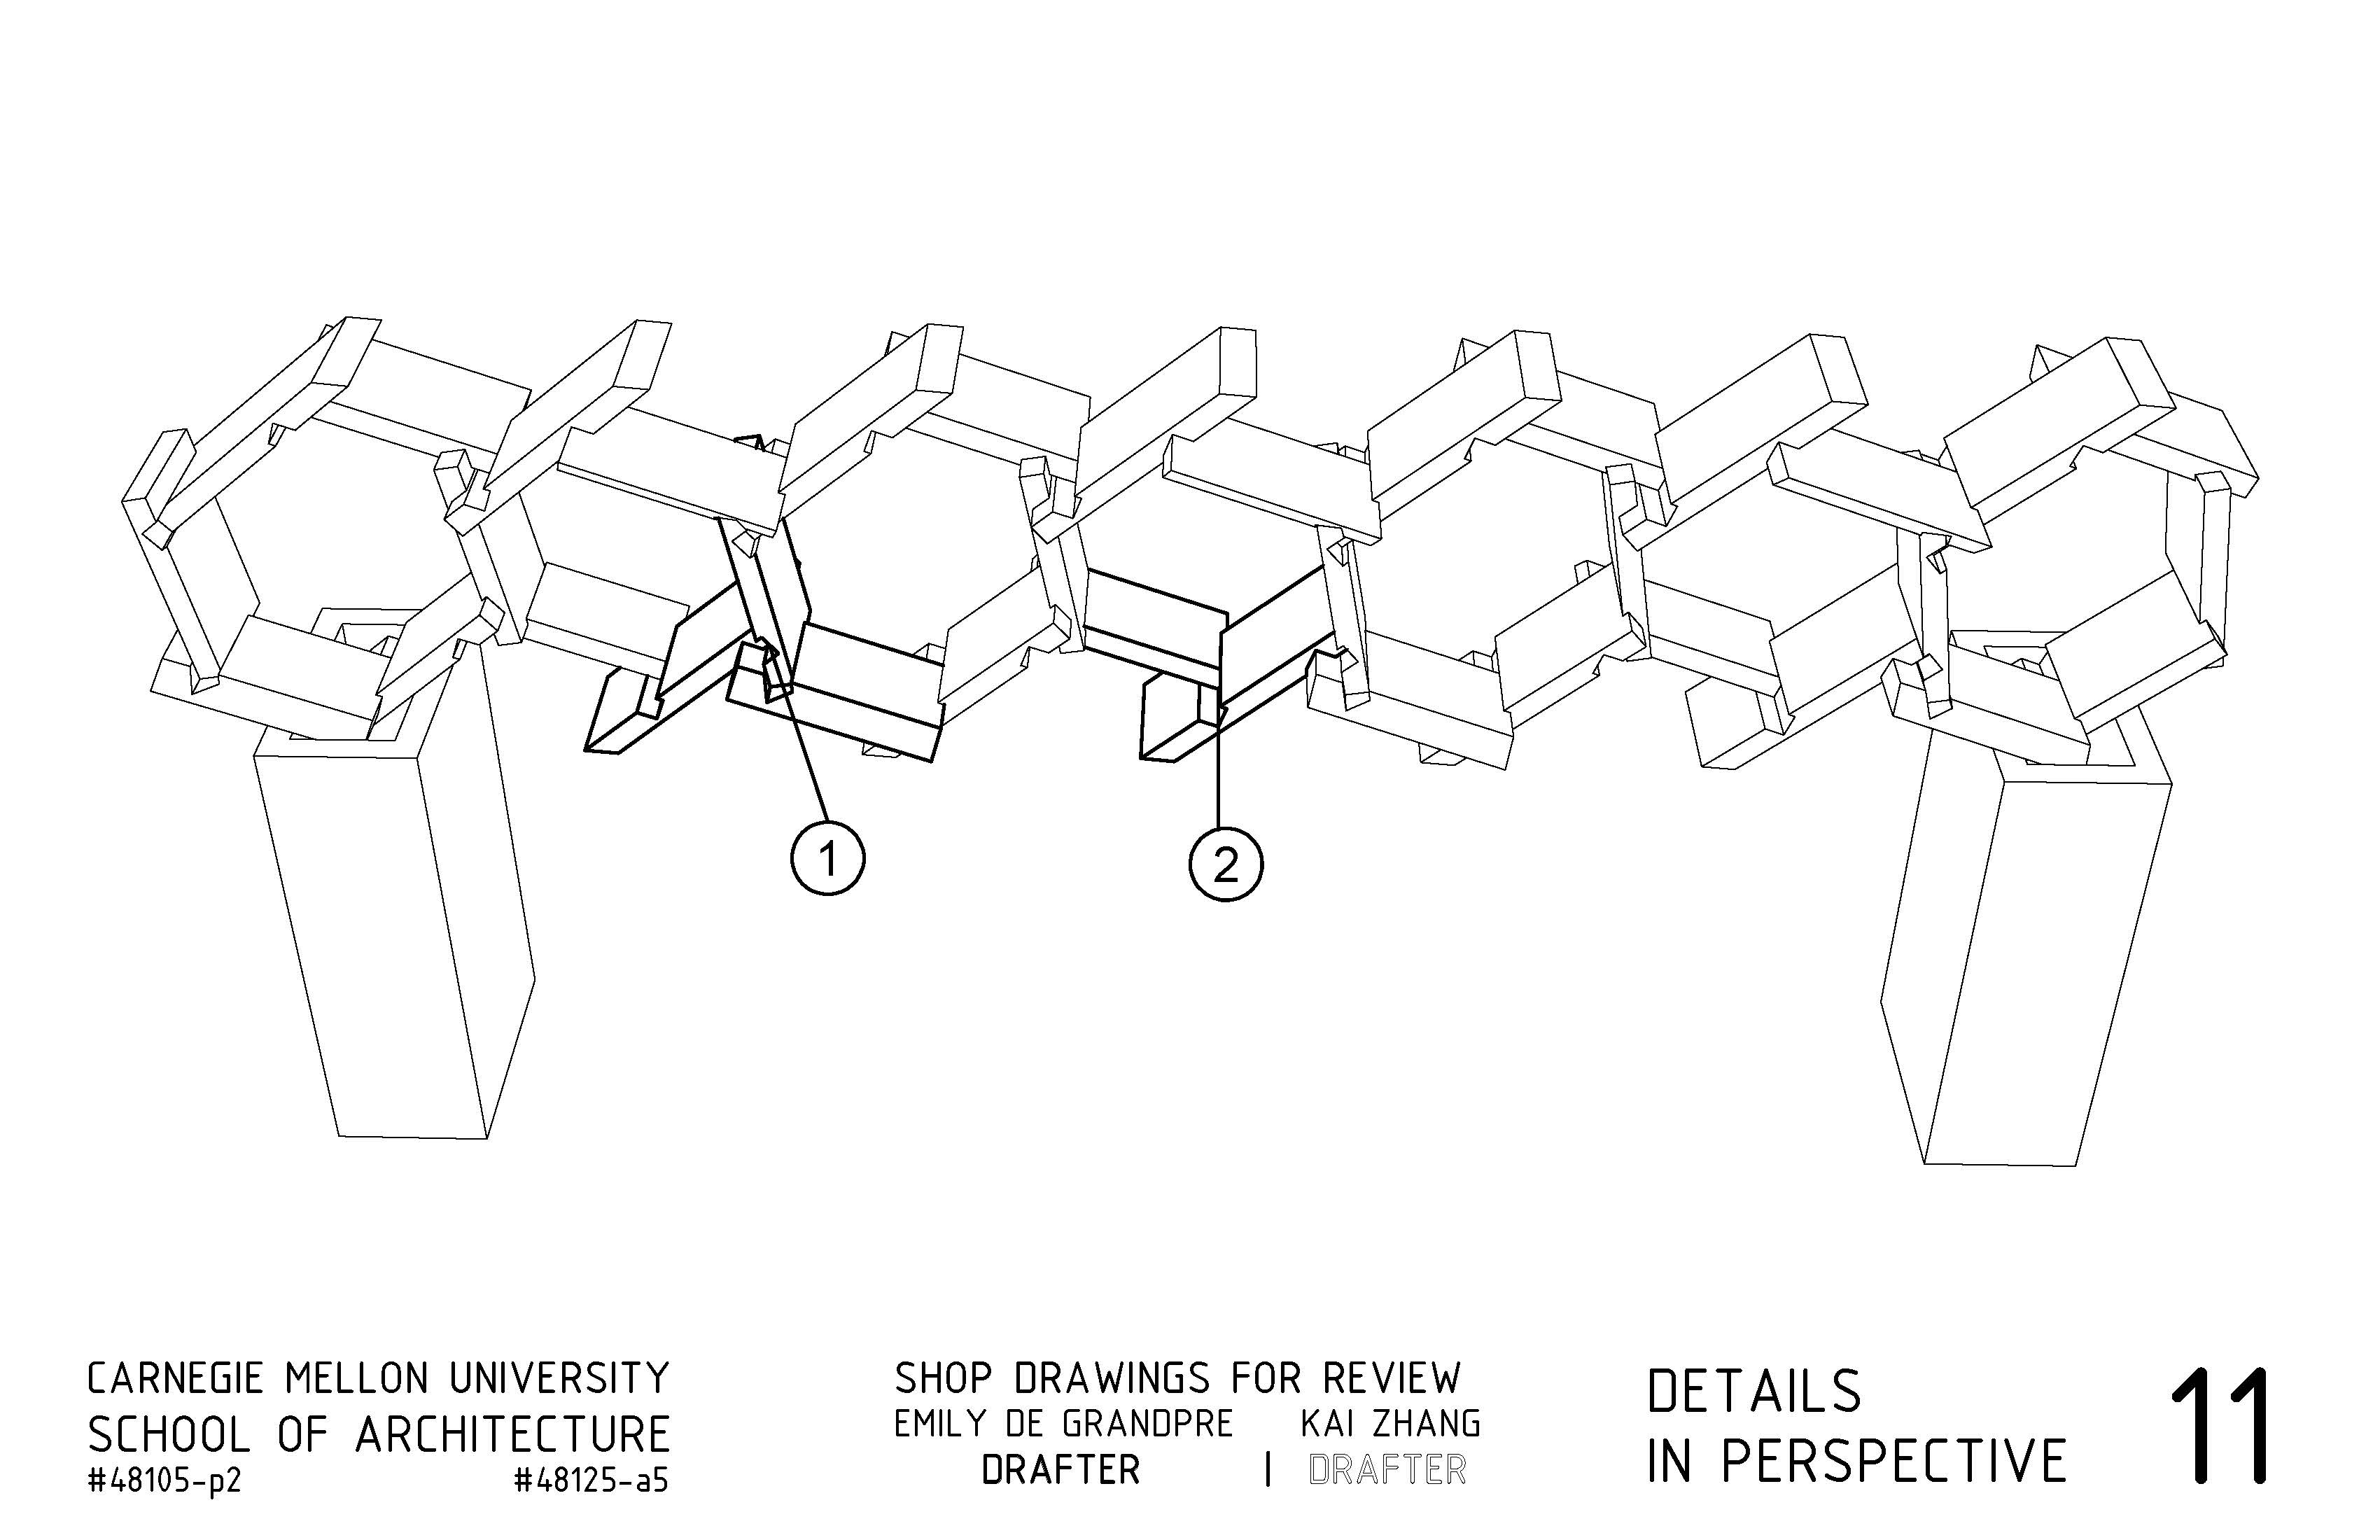 1
2
CARNEGIE MELLON UNIVERSITY
SCHOOL OF ARCHITECTURE
#48105-p2 #48125-a5
SHOP DRAWINGS FOR REVIEW
EMILY DE GRANDPRE KAI ZHANG
DRAFTER | DRAFTER
DETAILS
IN PERSPECTIVE
11